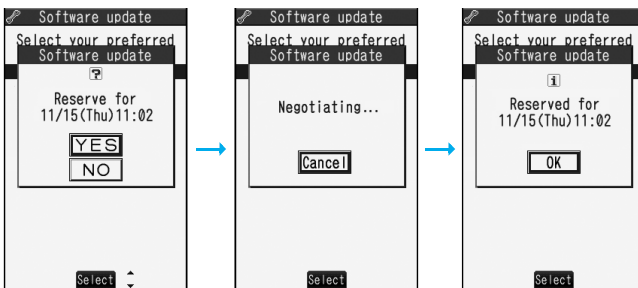 Software update
Select your preferred
Software update
?
Reserve for
11/15(Thu)11:02
YES
NO
Select
Software update
Select your preferred
Software update
Negotiating...
Cancel
Select
Software update
Select your preferred
Software update
i
Reserved for
11/15(Thu)11:02
OK
Select